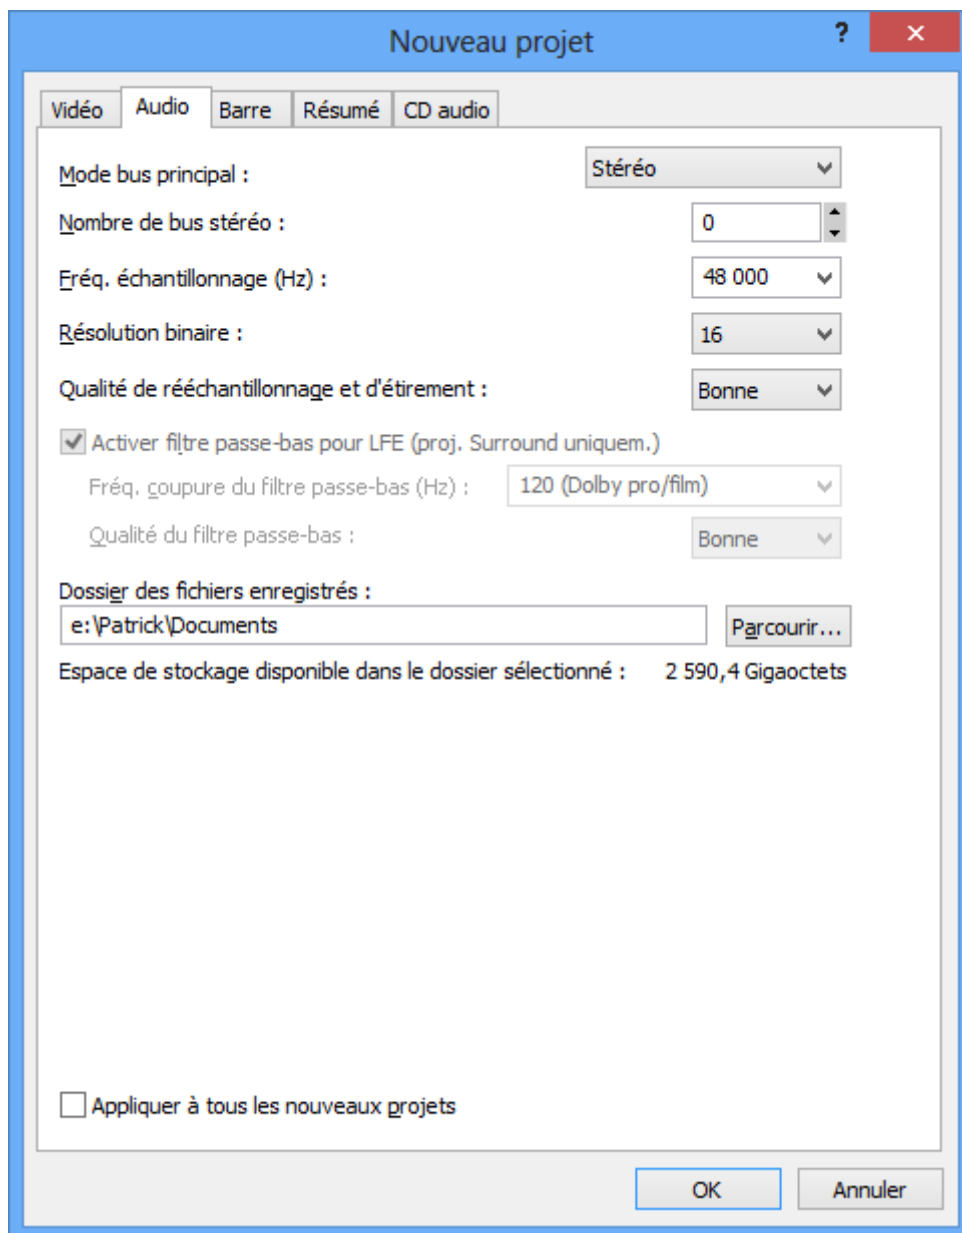 Nouveau projet ?
Vidéo Audio Barre Résumé CD audio
Mode bus principal : Stéréo
Nombre de bus stéréo : 0
Fréq. échantillonnage (Hz) : 48 000
Résolution binaire : 16
Qualité de rééchantillonnage et d'étirement : Bonne
Activer filtre passe-bas pour LFE (proj. Surround uniquem.)
Fréq. coupure du filtre passe-bas (Hz) : 120 (Dolby pro/film)
Qualité du filtre passe-bas : Bonne
Dossier des fichiers enregistrés :
e:\Patrick\Documents Parcourir...
Espace de stockage disponible dans le dossier sélectionné : 2 590,4 Gigaoctets
Appliquer à tous les nouveaux projets
OK Annuler